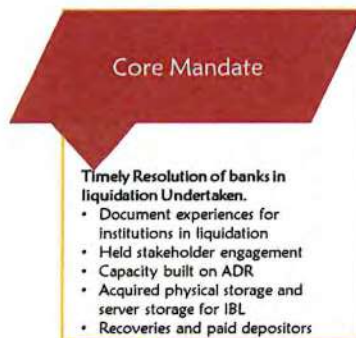 Core Mandate
Timely Resolution of banks in
liquidation Undertaken.
• Document experiences for
institutions in liquidation
• Held stakeholder engagement
• Capacity built on ADR
• Acquired physical storage and
server storage for IBL
• Recoveries and paid depositors